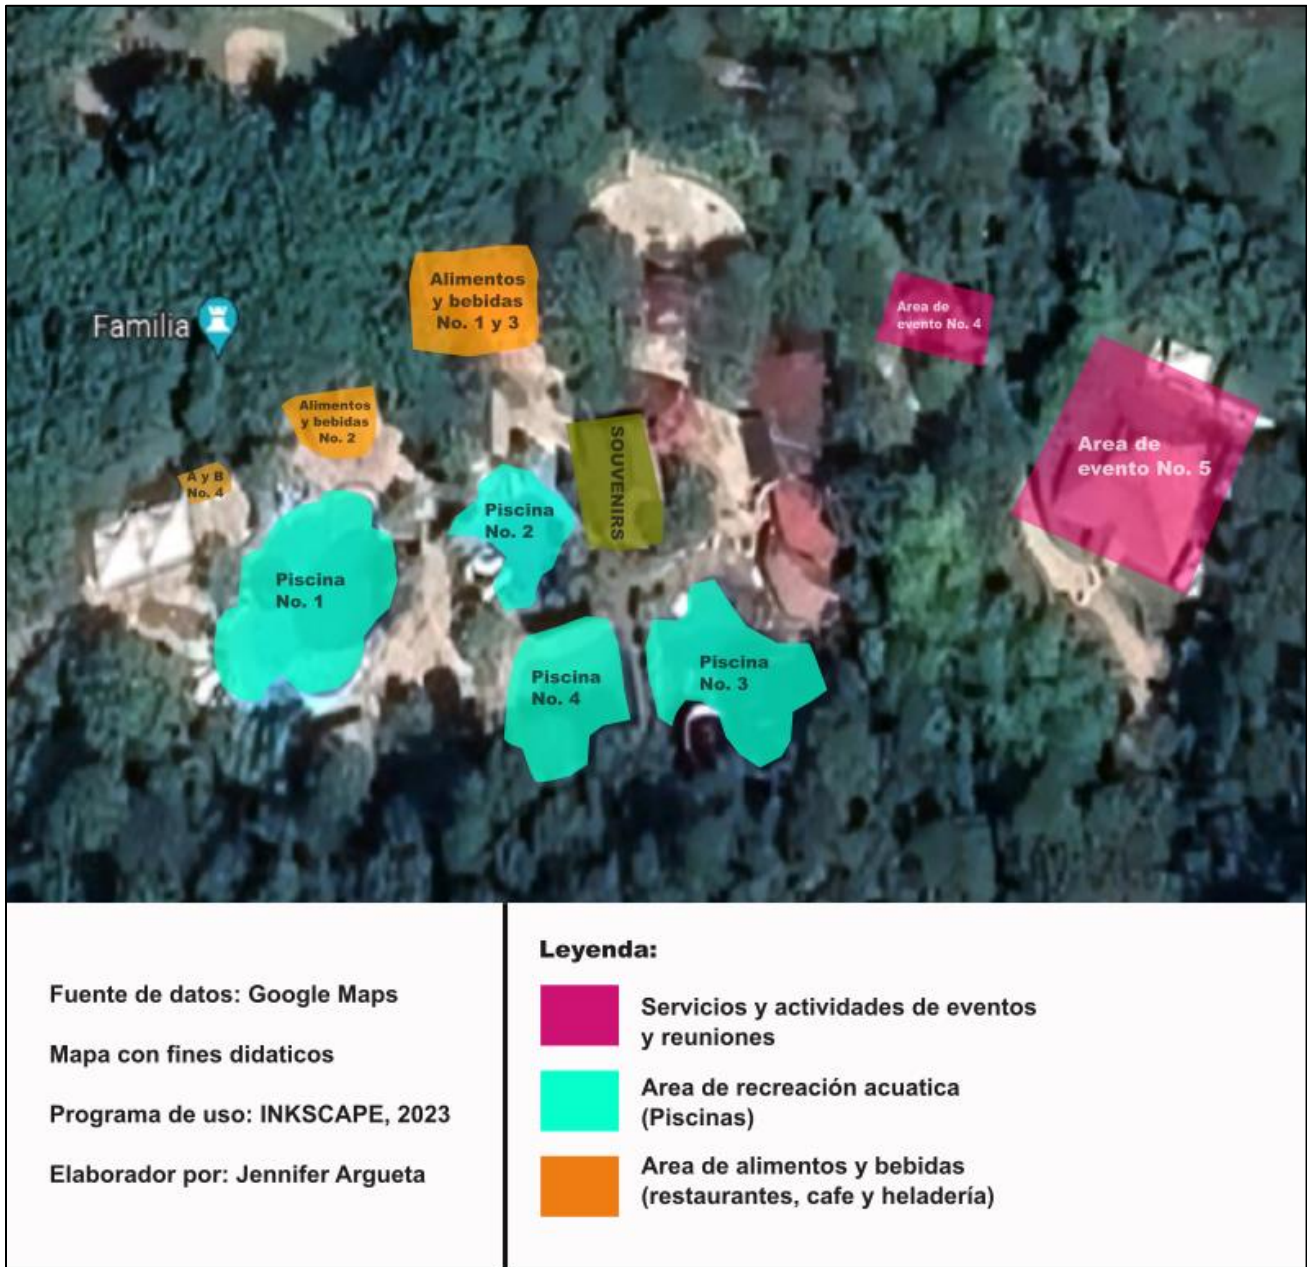 Alimentos
y bebidas
No. 1 y 3
Familia
Area de
evento No. 4
Alimentos
y bebidas
No. 2
Area de
evento No. 5
SOUVENIRS
A y B
No. 4
Piscina
No. 2
Piscina
No. 1
Piscina
No. 4
Piscina
No. 3
Fuente de datos: Google Maps
Mapa con fines didaticos
Programa de uso: INKSCAPE, 2023
Elaborador por: Jennifer Argueta
Leyenda:
Servicios y actividades de eventos
y reuniones
Area de recreación acuatica
(Piscinas)
Area de alimentos y bebidas
(restaurantes, cafe y heladería)